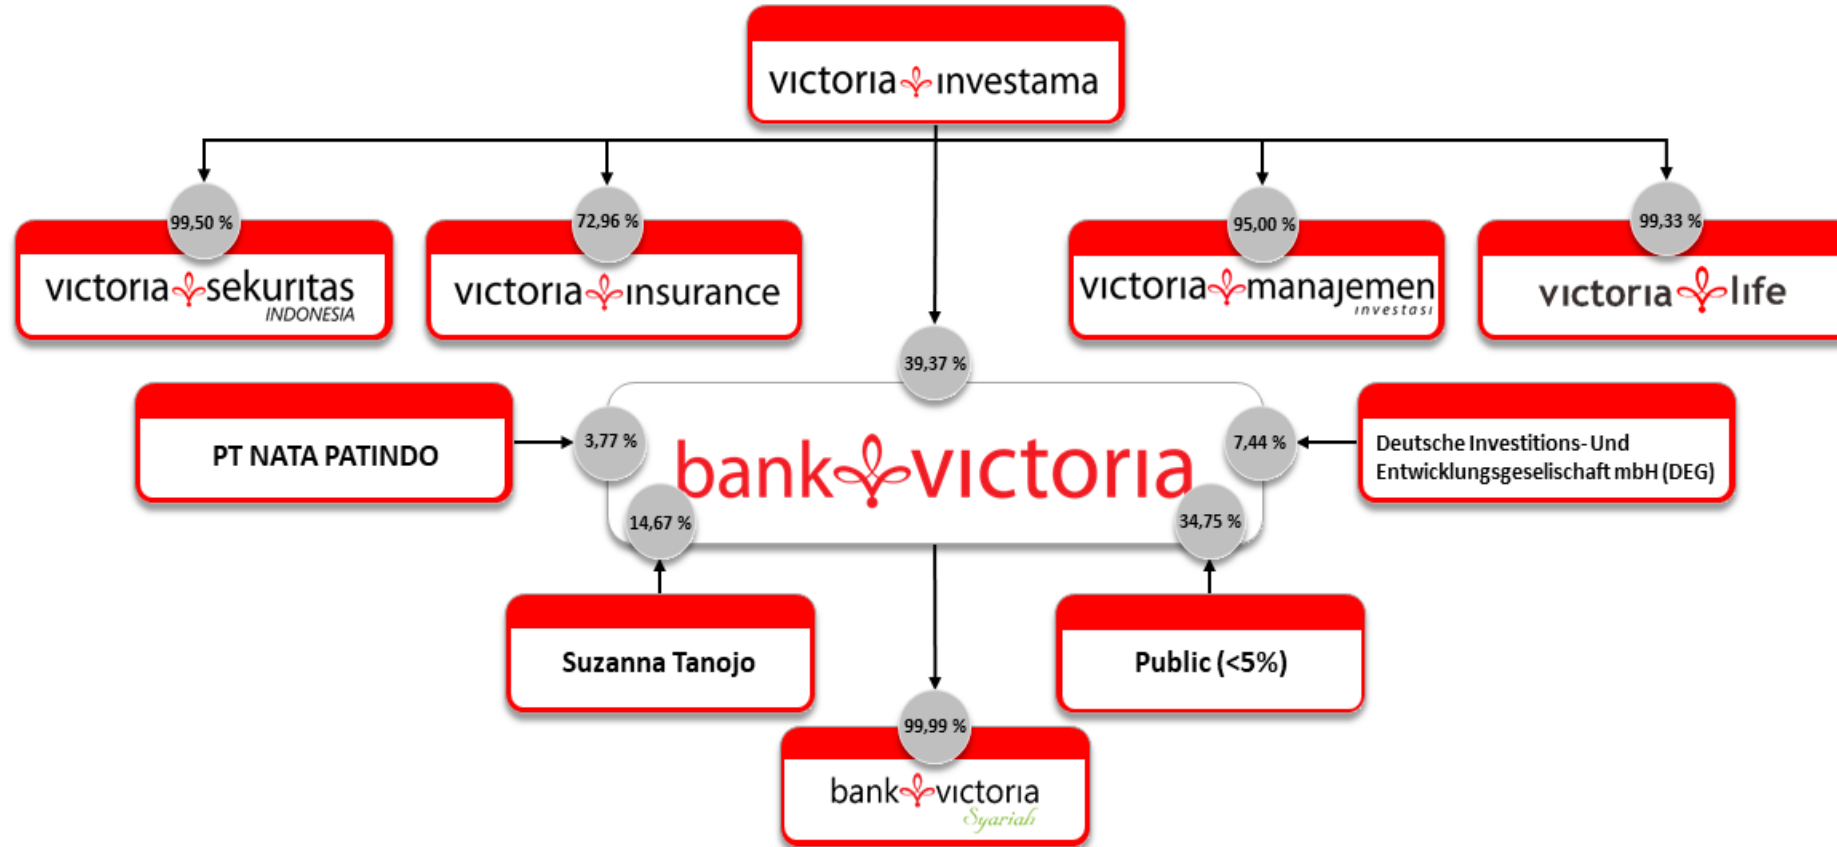 victoria investama
99,50 %
72,96 %
95,00 %
99,33 %
victoria sekuritas
INDONESIA
victoria insurance
victoria manajemen
investasi
victoria life
39,37 %
PT NATA PATINDO
3,77 %
bank victoria
7,44 %
Deutsche Investitions- Und
Entwicklungsgeselischaft mbH (DEG)
14,67 %
34,75 %
Suzanna Tanojo
Public (<5%)
99,99 %
bank victoria
Syariah